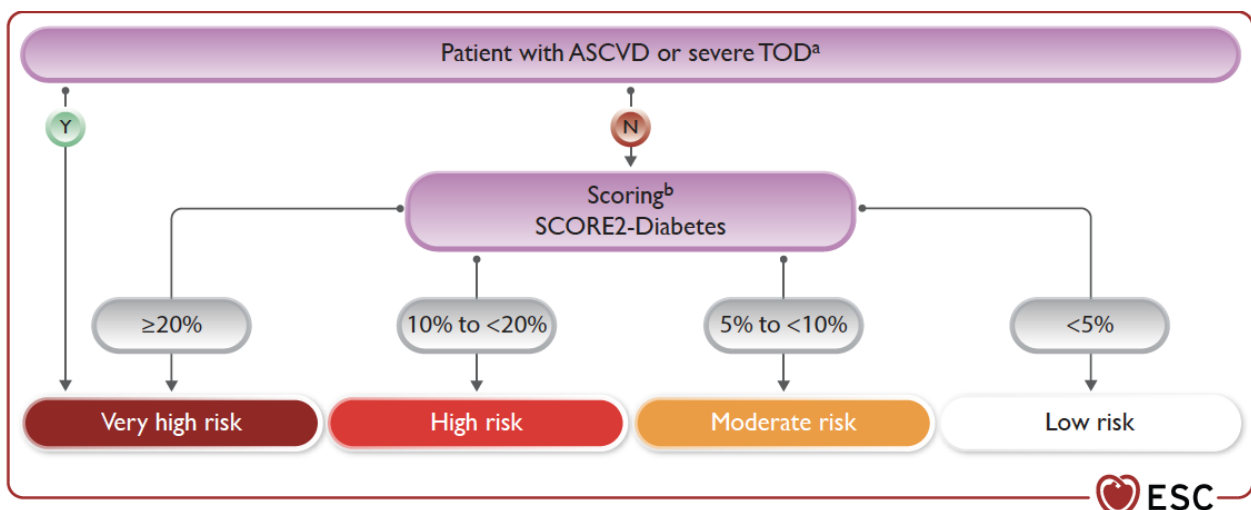 Patient with ASCVD or severe TODᵃ
Y
N
Scoringᵇ
SCORE2-Diabetes
≥20%
10% to <20%
5% to <10%
<5%
Very high risk
High risk
Moderate risk
Low risk
ESC